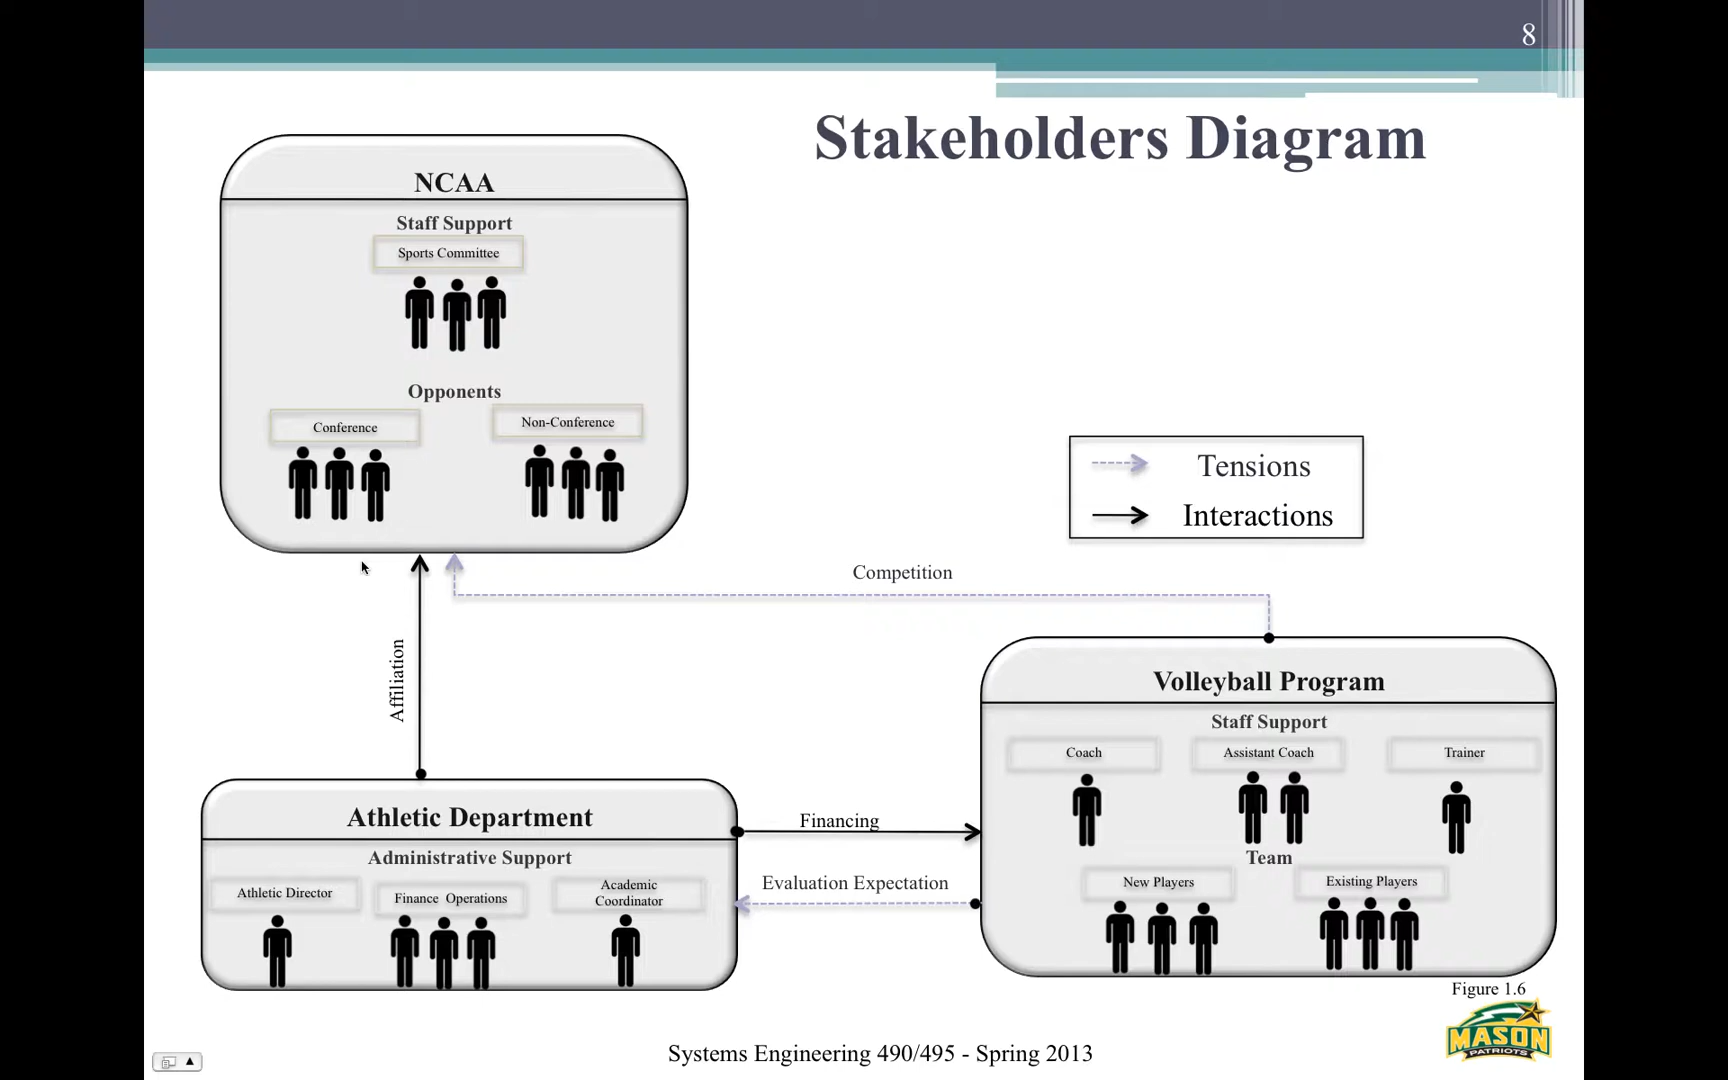 8
Stakeholders Diagram
NCAA
Staff Support
Sports Committee
Opponents
Conference
Non-Conference
Tensions
Interactions
Competition
Affiliation
Volleyball Program
Staff Support
Coach
Assistant Coach
Trainer
Team
New Players
Existing Players
Athletic Department
Administrative Support
Athletic Director
Finance Operations
Academic
Coordinator
Financing
Evaluation Expectation
Figure 1.6
MASON
PATRIOTS
Systems Engineering 490/495 - Spring 2013